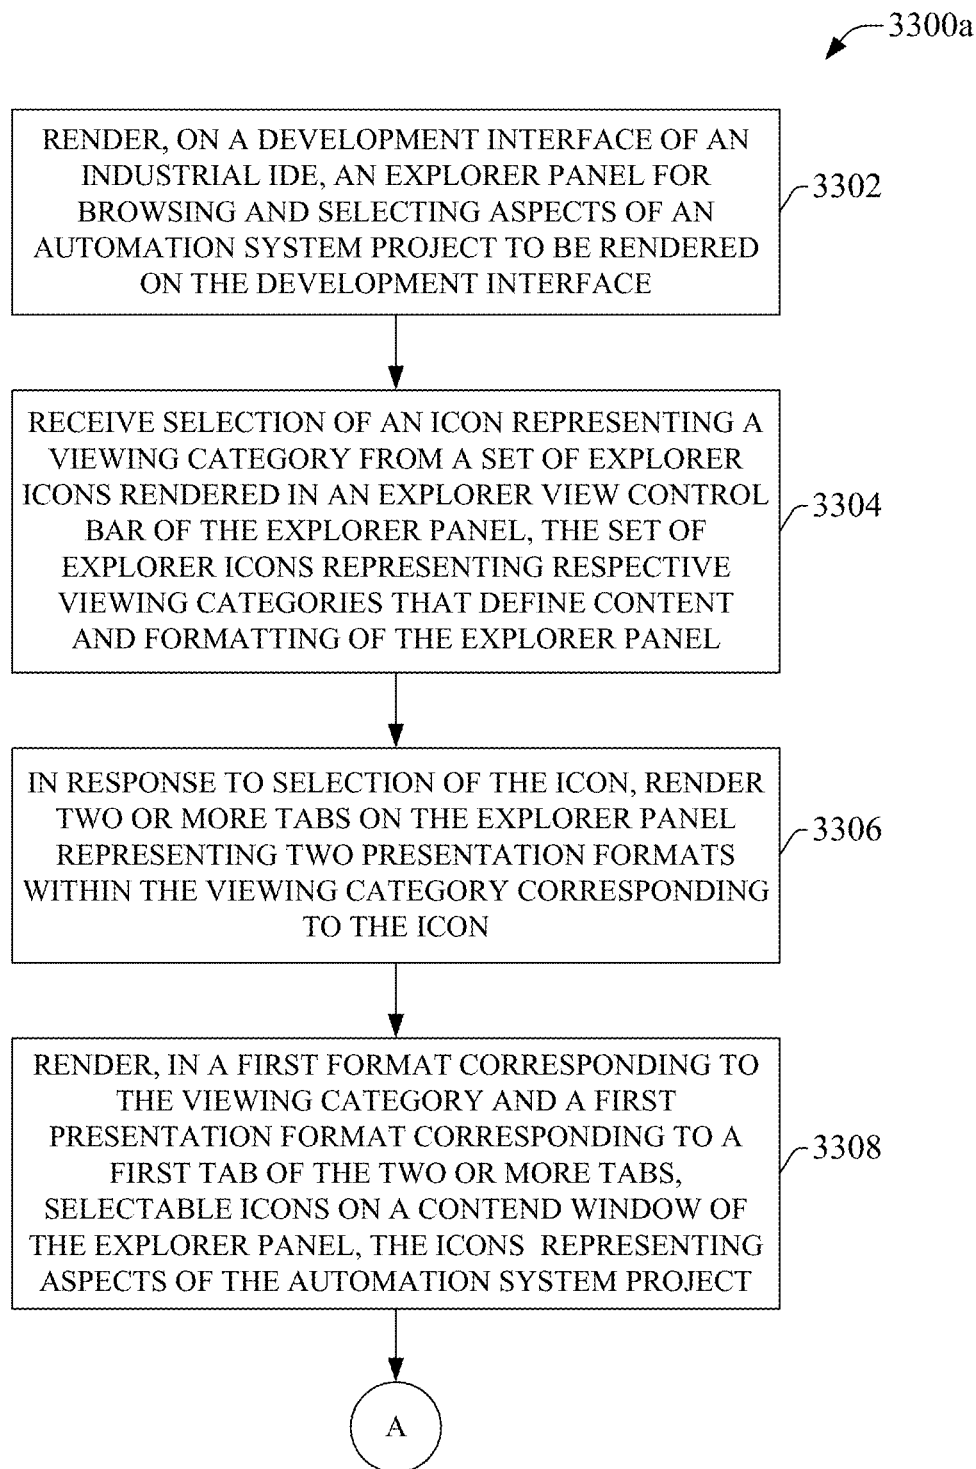 3300a
RENDER, ON A DEVELOPMENT INTERFACE OF AN
INDUSTRIAL IDE, AN EXPLORER PANEL FOR
BROWSING AND SELECTING ASPECTS OF AN
AUTOMATION SYSTEM PROJECT TO BE RENDERED
ON THE DEVELOPMENT INTERFACE
3302
RECEIVE SELECTION OF AN ICON REPRESENTING A
VIEWING CATEGORY FROM A SET OF EXPLORER
ICONS RENDERED IN AN EXPLORER VIEW CONTROL
BAR OF THE EXPLORER PANEL, THE SET OF
EXPLORER ICONS REPRESENTING RESPECTIVE
VIEWING CATEGORIES THAT DEFINE CONTENT
AND FORMATTING OF THE EXPLORER PANEL
3304
IN RESPONSE TO SELECTION OF THE ICON, RENDER
TWO OR MORE TABS ON THE EXPLORER PANEL
REPRESENTING TWO PRESENTATION FORMATS
WITHIN THE VIEWING CATEGORY CORRESPONDING
TO THE ICON
3306
RENDER, IN A FIRST FORMAT CORRESPONDING TO
THE VIEWING CATEGORY AND A FIRST
PRESENTATION FORMAT CORRESPONDING TO A
FIRST TAB OF THE TWO OR MORE TABS,
SELECTABLE ICONS ON A CONTEND WINDOW OF
THE EXPLORER PANEL, THE ICONS REPRESENTING
ASPECTS OF THE AUTOMATION SYSTEM PROJECT
3308
A